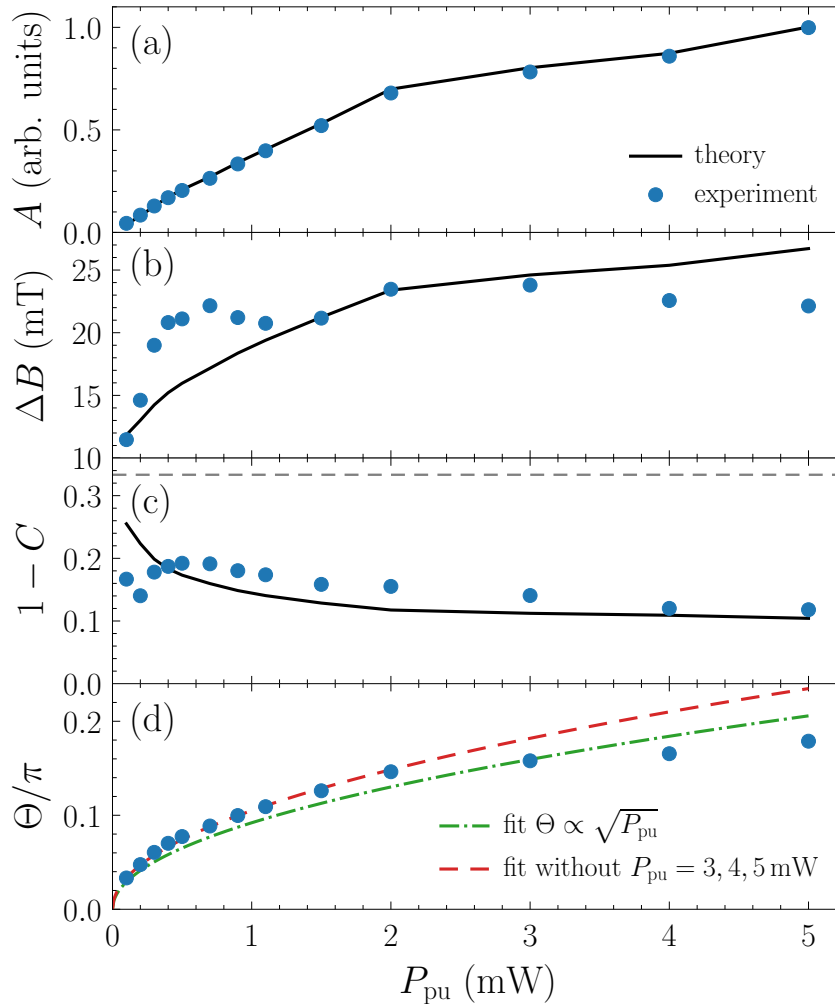 (a)
A (arb. units)
1.0
0.5
0.0
theory
experiment
(b)
ΔB (mT)
25
20
15
10
(c)
1 − C
0.3
0.2
0.1
0.0
(d)
Θ/π
0.2
0.1
0.0
fit Θ ∝ √P_pu
fit without P_pu = 3, 4, 5 mW
0 1 2 3 4 5
P_pu (mW)